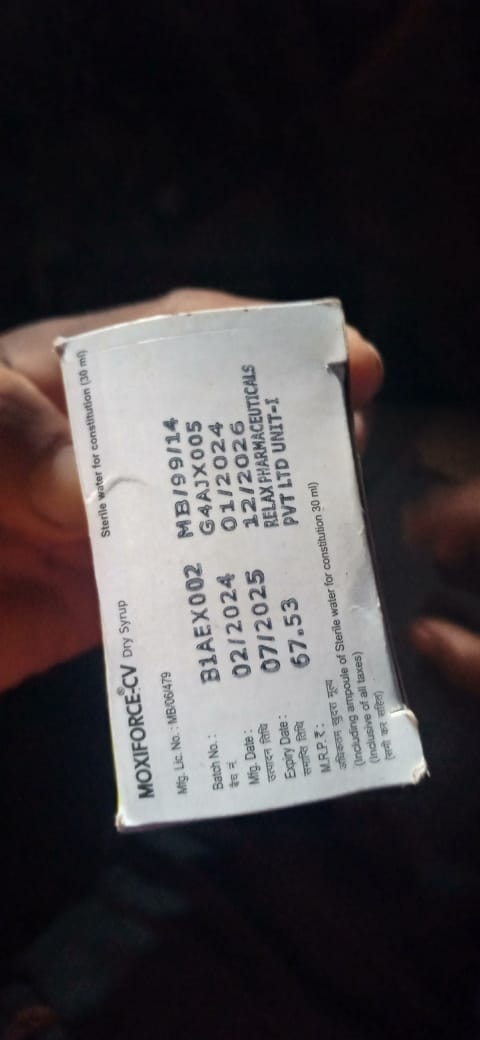 MOXIFORCE®-CV Dry Syrup
Sterile water for constitution (30 ml)
Mfg. Lic. No.: MB/06/479
MB/99/14
Batch No.: B1AEX002 G4AJX005
बैच नं.
Mfg. Date: 02/2024 01/2024
उत्पादन तिथि
Expiry Date: 07/2025 12/2026
समाप्ति तिथि
M.R.P.₹: 67.53
RELAX PHARMACEUTICALS
PVT LTD UNIT-I
अधिकतम खुदरा मूल्य
(Including ampoule of Sterile water for constitution 30 ml)
(Inclusive of all taxes)
(सभी कर सहित)